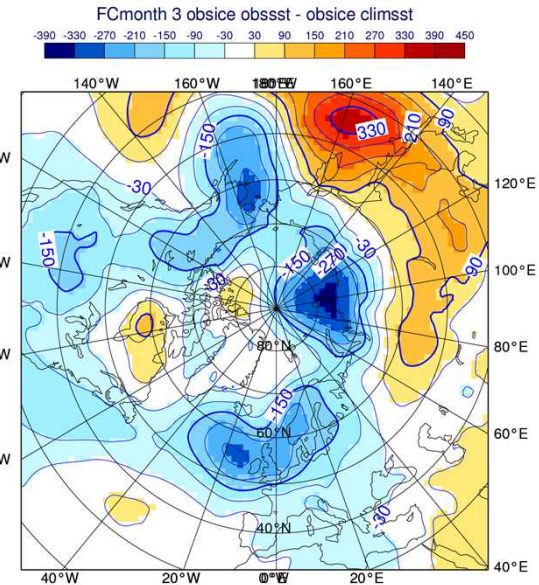 FCmonth 3 obsice obssst - obsice climsst
-390 -330 -270 -210 -150 -90 -30 30 90 150 210 270 330 390 450
140°W 160°W 160°E 140°E
-150 330 210 -90
W -30 120°E
-150 -150 -270 -30
W -30 -90 100°E
80°N
W 80°E
-150
60°N 60°E
W
-30
40°N
40°W 20°W 20°E 40°E